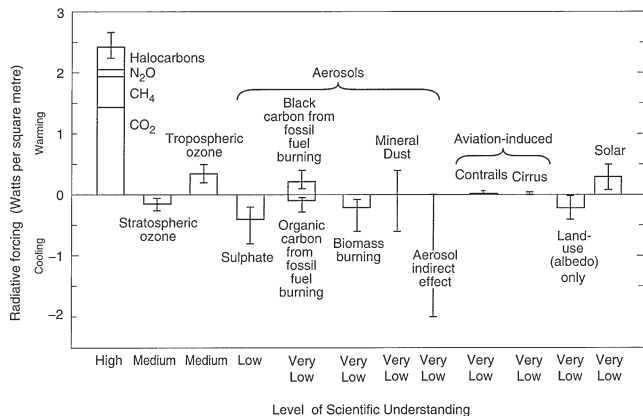 Radiative forcing (Watts per square metre)
Cooling
Warming
3
2
1
0
−1
−2
Halocarbons
N₂O
CH₄
CO₂
Stratospheric
ozone
Tropospheric
ozone
Aerosols
Sulphate
Black
carbon from
fossil
fuel
burning
Organic
carbon
from
fossil
fuel
burning
Biomass
burning
Mineral
Dust
Aerosol
indirect effect
Aviation-induced
Contrails Cirrus
Land-
use
(albedo)
only
Solar
High Medium Medium Low Very Very Very Very Very Very Very Very
Low Low Low Low Low Low Low Low
Level of Scientific Understanding